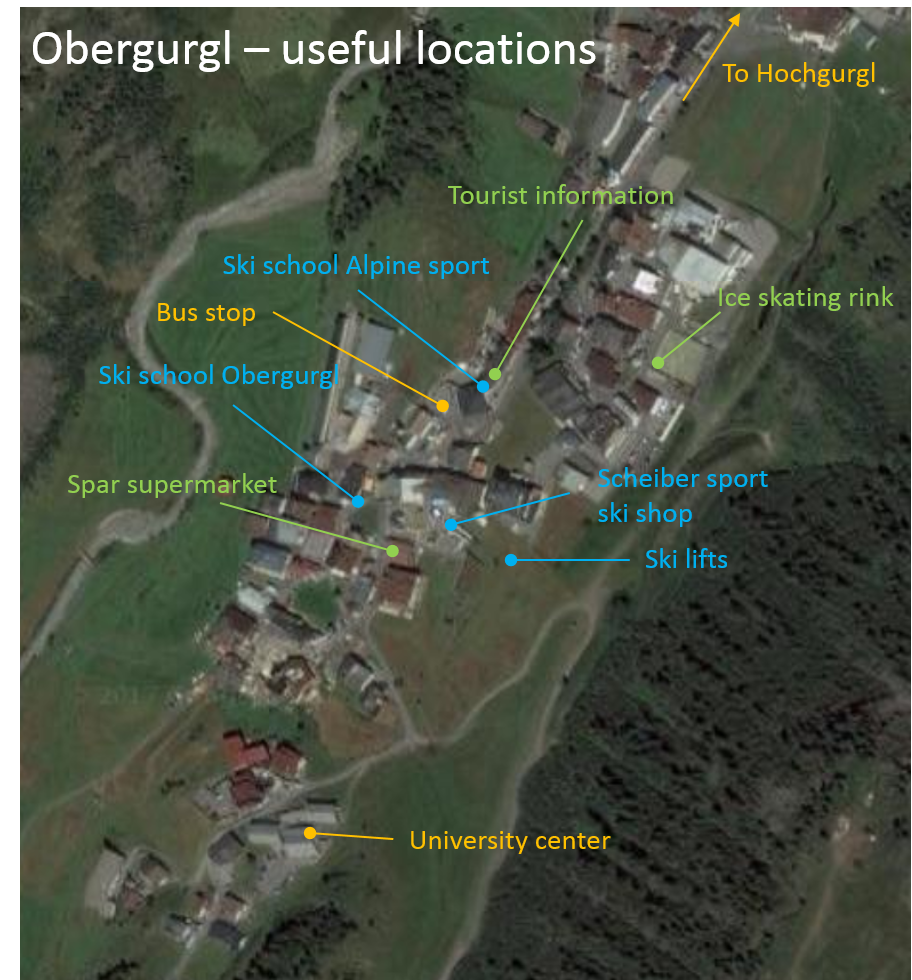 Obergurgl – useful locations
To Hochgurgl
Tourist information
Ski school Alpine sport
Ice skating rink
Bus stop
Ski school Obergurgl
Spar supermarket
Scheiber sport
ski shop
Ski lifts
University center